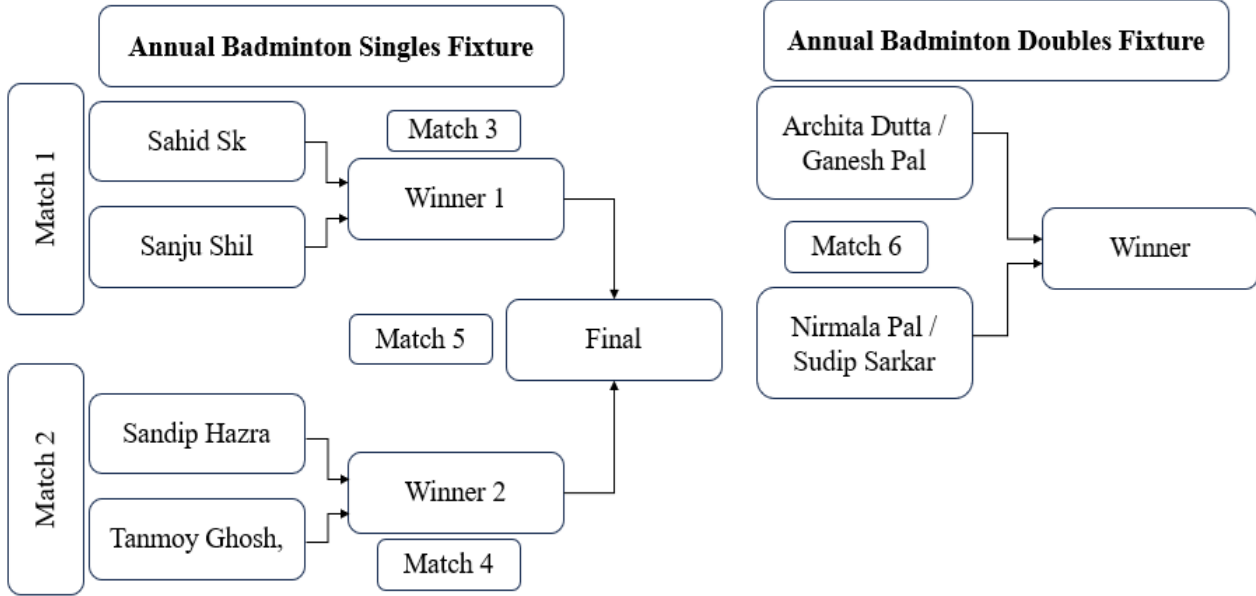 Annual Badminton Singles Fixture
Match 1
Sahid Sk
Sanju Shil
Match 3
Winner 1
Match 5
Final
Match 2
Sandip Hazra
Tanmoy Ghosh,
Winner 2
Match 4
Annual Badminton Doubles Fixture
Archita Dutta /
Ganesh Pal
Match 6
Nirmala Pal /
Sudip Sarkar
Winner